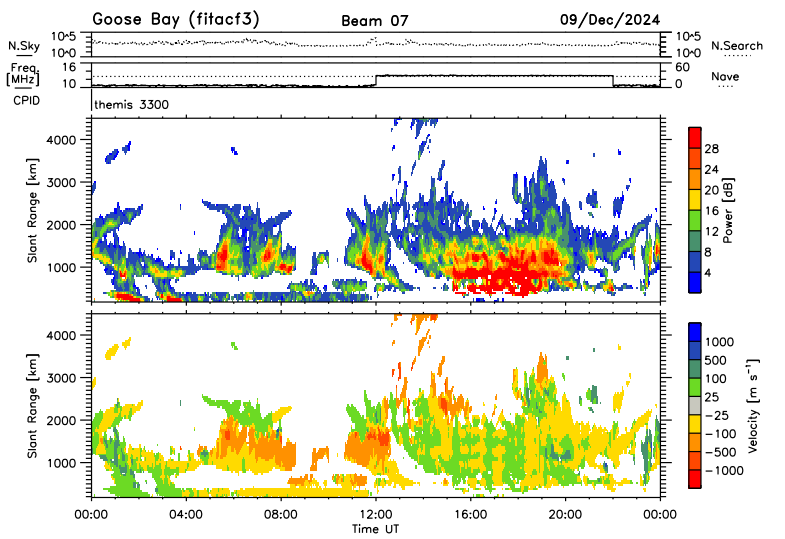 Goose Bay (fitacf3) Beam 07 09/Dec/2024
N.Sky 10^5 10^5 N.Search
10^0 10^0
Freq. 16 60 Nave
[MHz] 10 0
CPID themis 3300
Slant Range [km]
4000
3000
2000
1000
Power [dB]
28
24
20
16
12
8
4
Slant Range [km]
4000
3000
2000
1000
Velocity [m s⁻¹]
1000
500
100
25
−25
−100
−500
−1000
00:00 04:00 08:00 12:00 16:00 20:00 00:00
Time UT